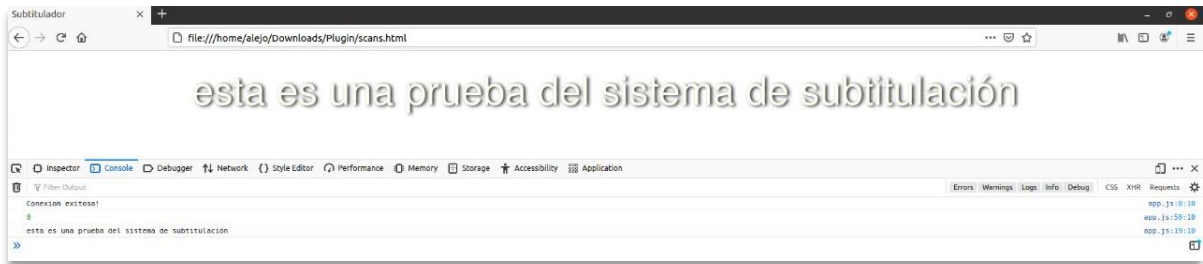 Subtitulador
file:///home/alejo/Downloads/Plugin/scans.html
esta es una prueba del sistema de subtitulación
Inspector Console Debugger Network Style Editor Performance Memory Storage Accessibility Application
Filter Output Errors Warnings Logs Info Debug CSS XHR Requests
Conexion exitosa! app.js:8:10
0 app.js:50:10
esta es una prueba del sistema de subtitulación app.js:19:10